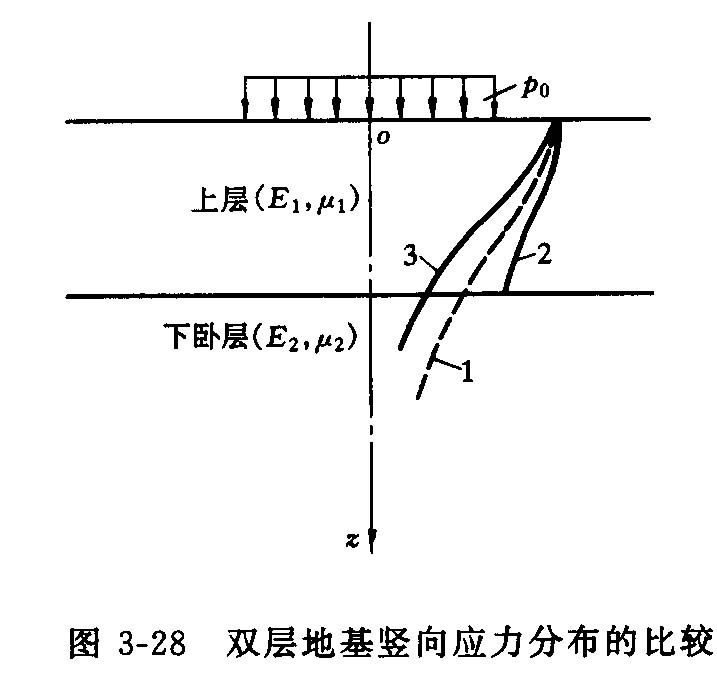 p₀
o
上层(E₁,μ₁)
3
2
下卧层(E₂,μ₂)
1
z
图 3-28 双层地基竖向应力分布的比较